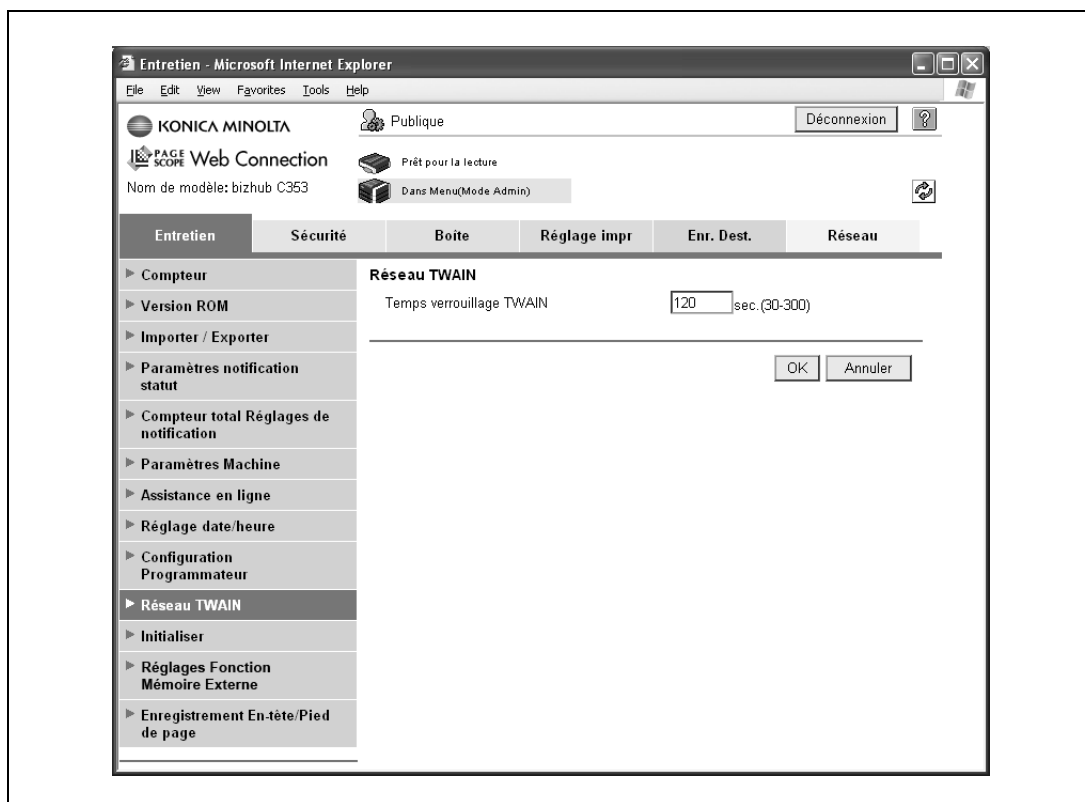 Entretien - Microsoft Internet Explorer
File Edit View Favorites Tools Help
KONICA MINOLTA
Publique
Déconnexion
?
PAGE SCOPE Web Connection
Prêt pour la lecture
Nom de modèle: bizhub C353
Dans Menu(Mode Admin)
Entretien Sécurité Boîte Réglage impr Enr. Dest. Réseau
Compteur
Version ROM
Importer / Exporter
Paramètres notification
statut
Compteur total Réglages de
notification
Paramètres Machine
Assistance en ligne
Réglage date/heure
Configuration
Programmateur
Réseau TWAIN
Initialiser
Réglages Fonction
Mémoire Externe
Enregistrement En-tête/Pied
de page
Réseau TWAIN
Temps verrouillage TWAIN 120 sec.(30-300)
OK Annuler